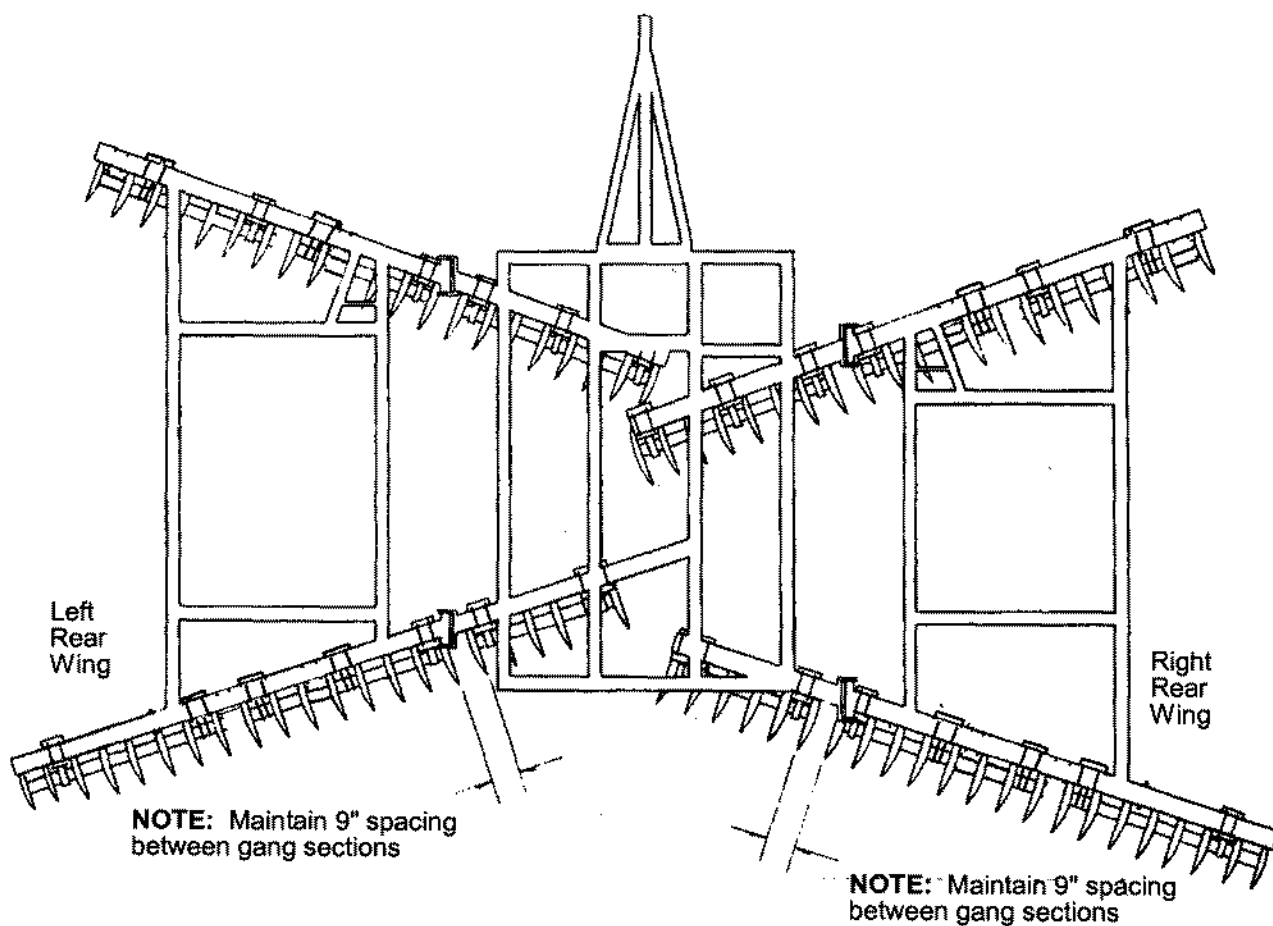 Left
Rear
Wing
Right
Rear
Wing
NOTE: Maintain 9" spacing
between gang sections
NOTE: Maintain 9" spacing
between gang sections